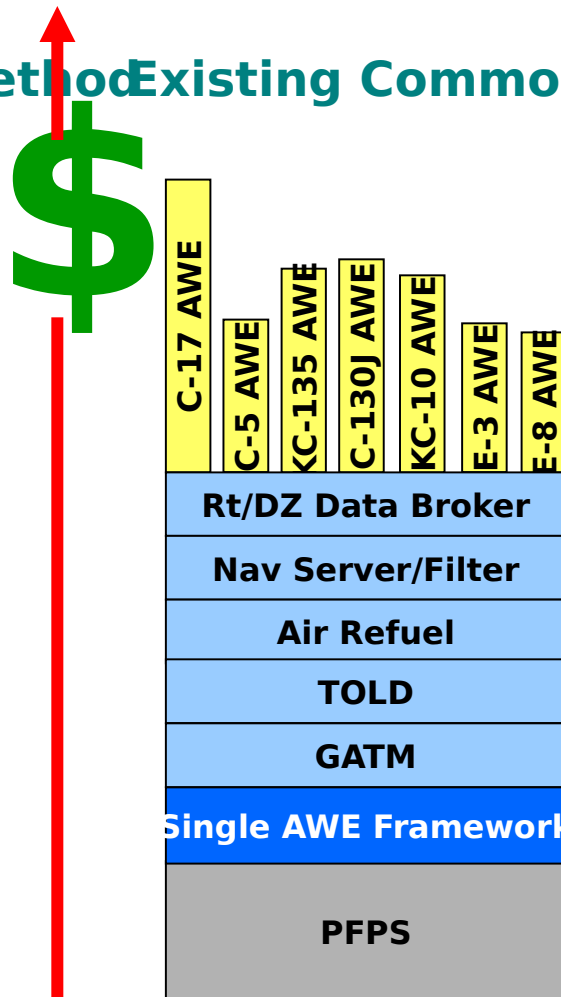 ethod Existing Commo
$
C-17 AWE
C-5 AWE
KC-135 AWE
C-130J AWE
KC-10 AWE
E-3 AWE
E-8 AWE
Rt/DZ Data Broker
Nav Server/Filter
Air Refuel
TOLD
GATM
Single AWE Framework
PFPS